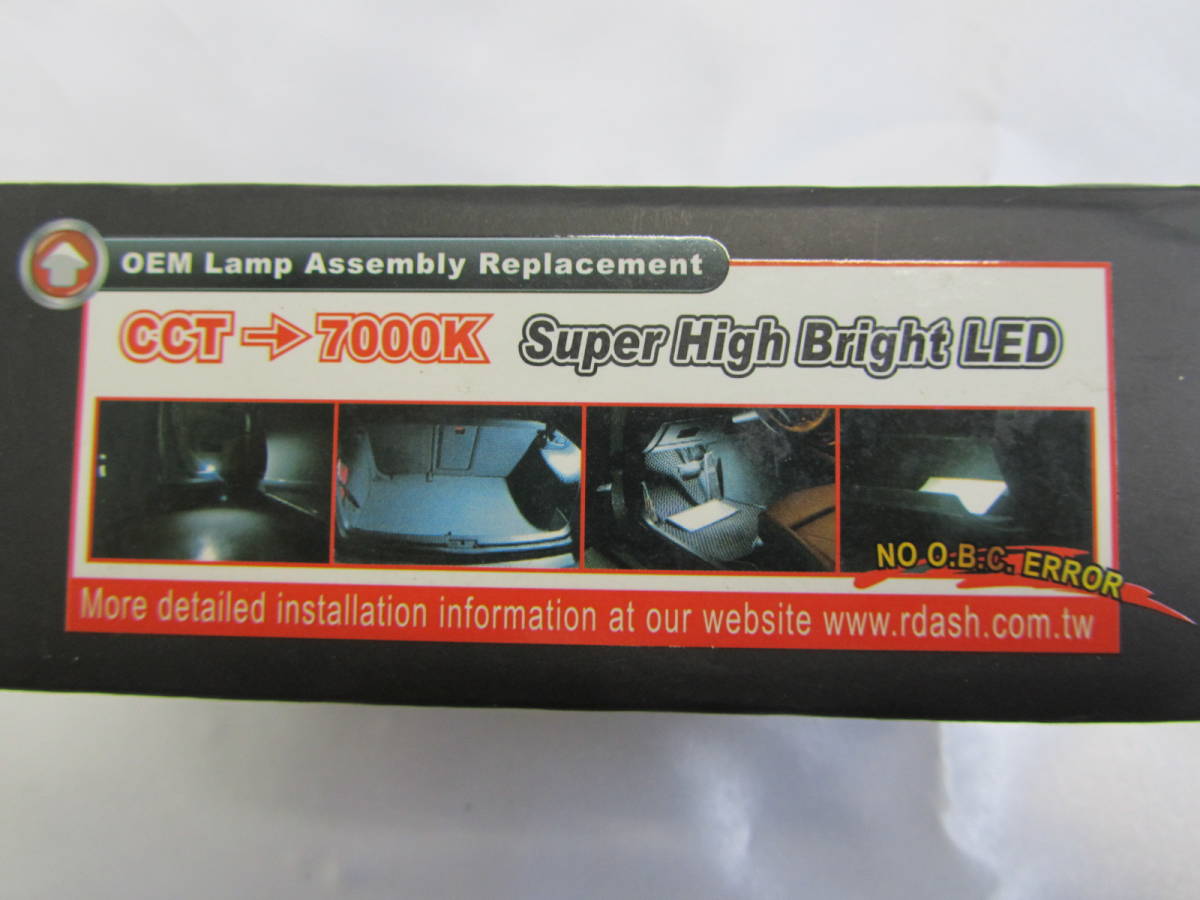 OEM Lamp Assembly Replacement
CCT → 7000K Super High Bright LED
NO O.B.C. ERROR
More detailed installation information at our website www.rdash.com.tw